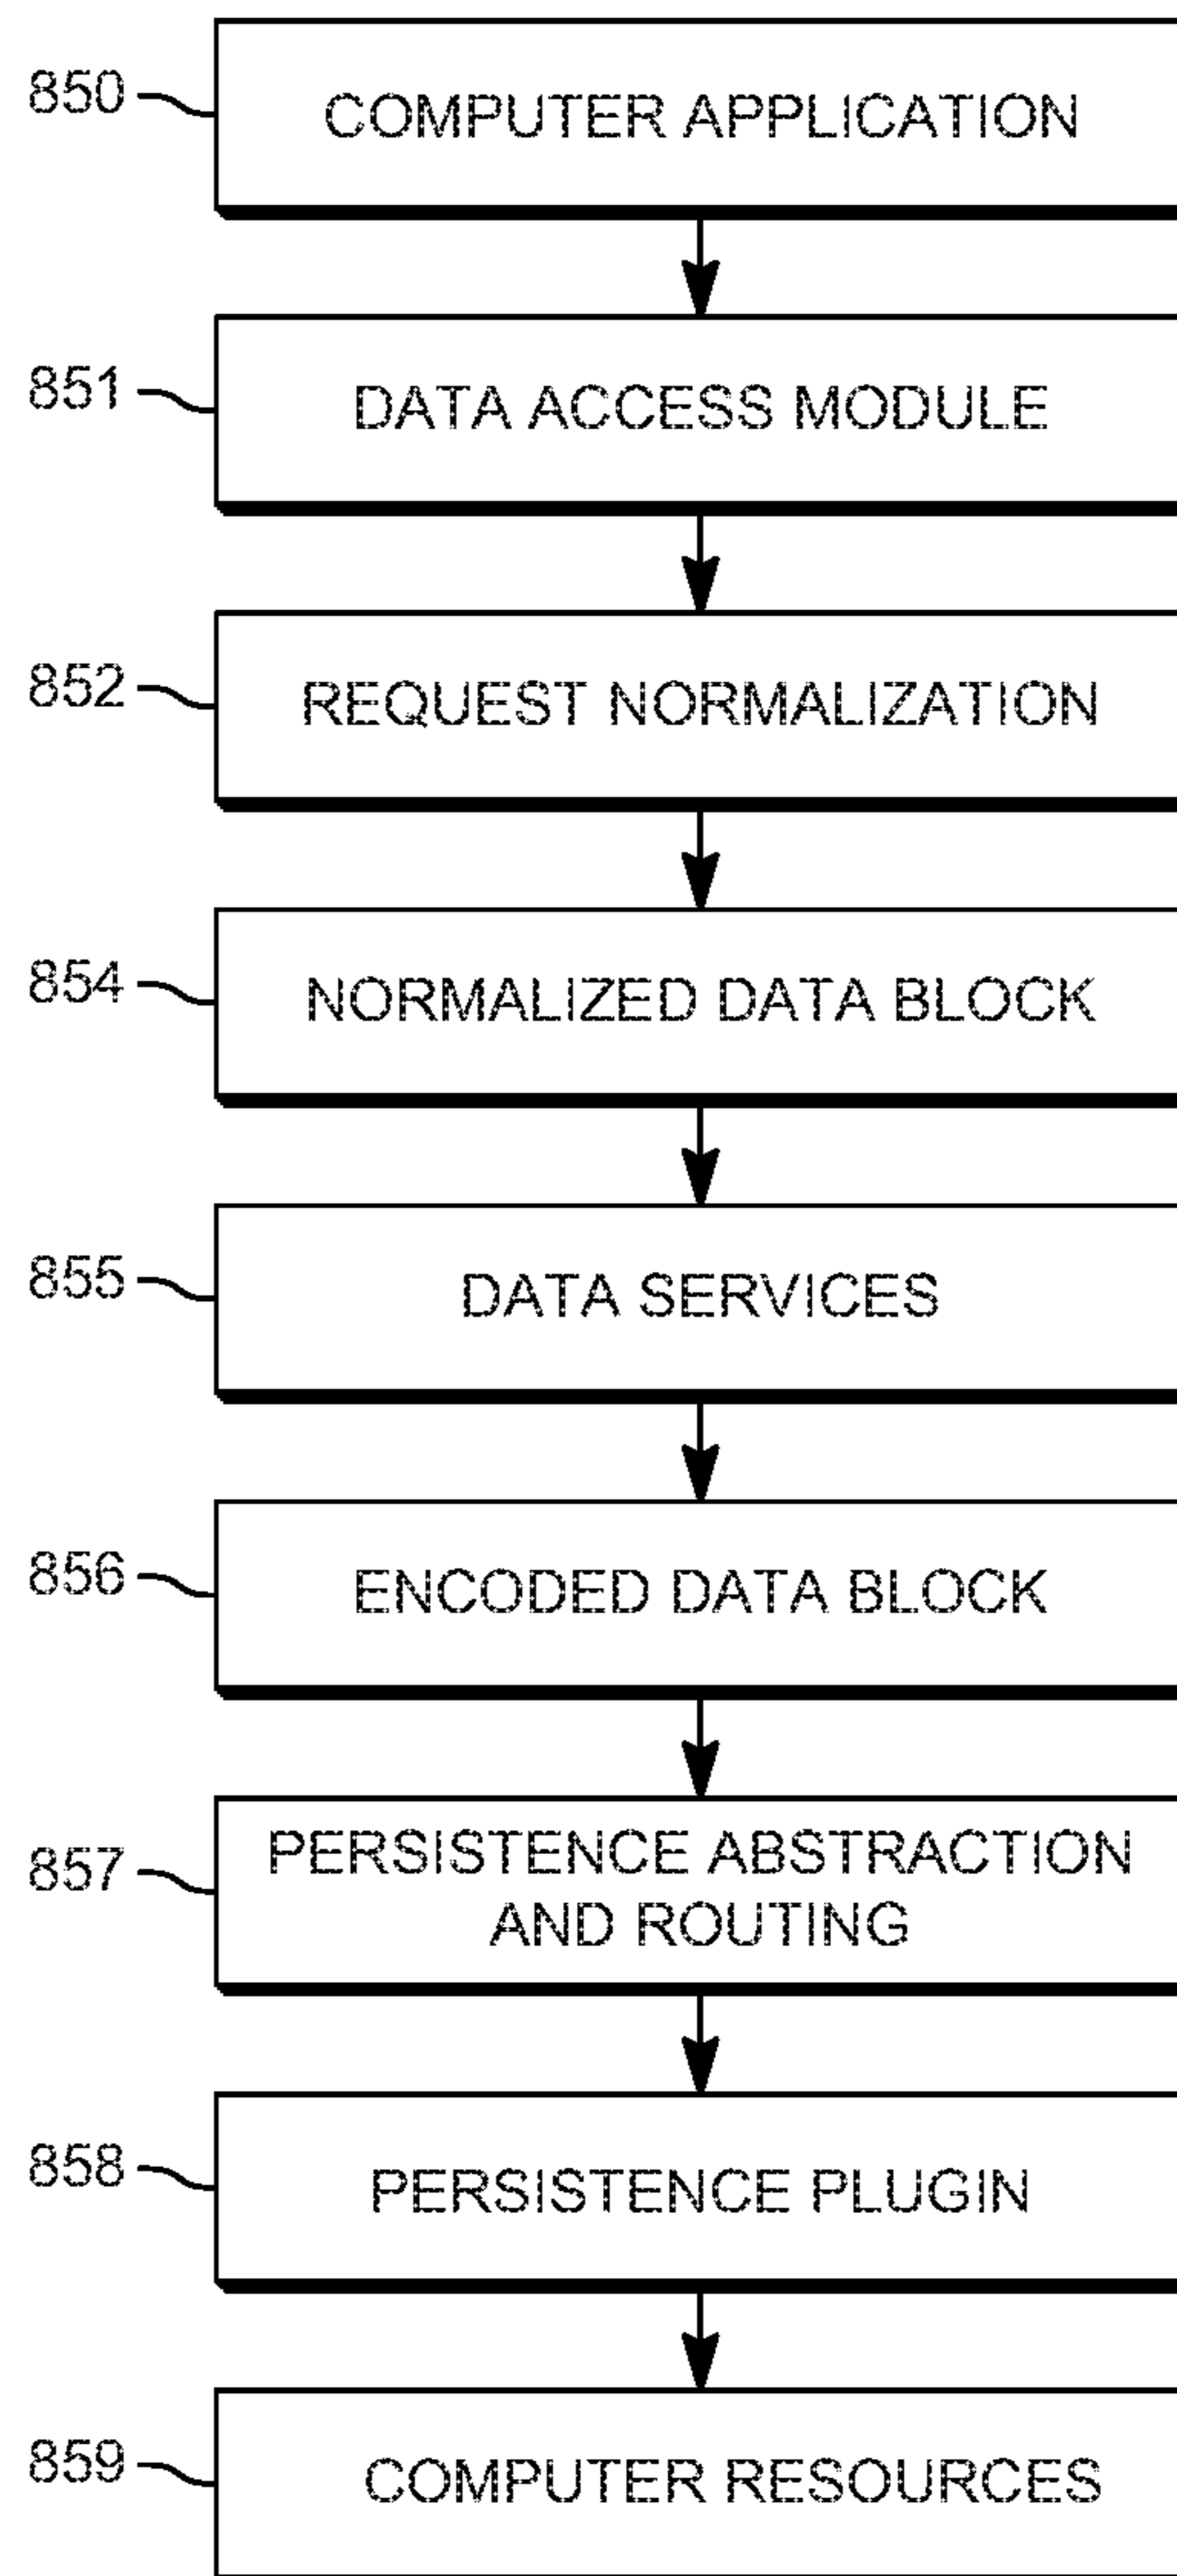 850 COMPUTER APPLICATION
851 DATA ACCESS MODULE
852 REQUEST NORMALIZATION
854 NORMALIZED DATA BLOCK
855 DATA SERVICES
856 ENCODED DATA BLOCK
857 PERSISTENCE ABSTRACTION
AND ROUTING
858 PERSISTENCE PLUGIN
859 COMPUTER RESOURCES